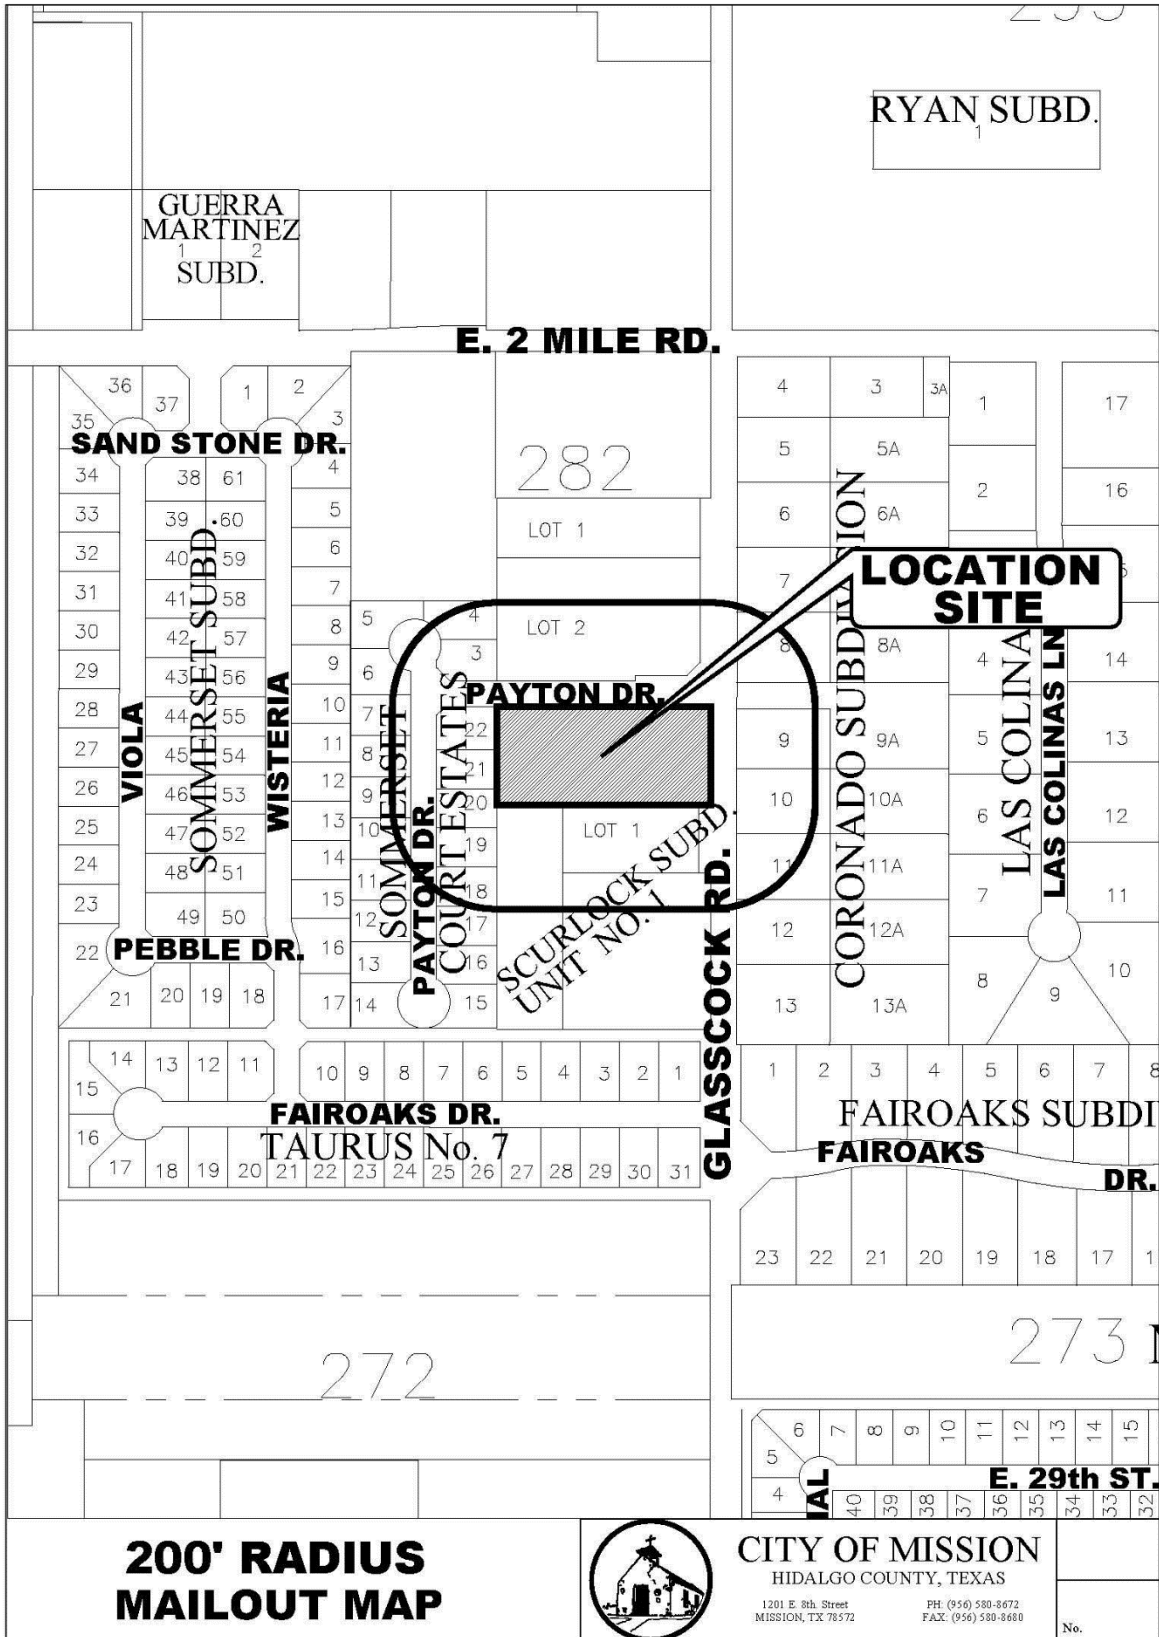 RYAN SUBD.
1
GUERRA
MARTINEZ
1 2
SUBD.
E. 2 MILE RD.
36
37
1
2
35
3
SAND STONE DR.
4 3 3A
1
17
282
5 5A
34
38 61
4
2
16
33
39 60
5
LOT 1
6 6A
32
40 59
6
31
41 58
7
7
LOCATION
SITE
30
42 57
8
5
4
LOT 2
8 8A
29
43 56
9
6
3
4
14
PAYTON DR.
28
44 55
10
7
22
27
45 54
11
8
21
9 9A
5
13
26
46 53
12
9
20
10 10A
6
12
25
47 52
13
10
19
LOT 1
24
48 51
14
11
18
11 11A
7
11
23
49 50
15
12
17
12 12A
22
PEBBLE DR.
16
13
16
8
9
10
21 20 19 18
17
14
15
13 13A
VIOLA
SOMMERSET SUBD.
WISTERIA
SOMMERSET
COURT ESTATES
PAYTON DR.
SCURLOCK SUBD.
UNIT NO. 1
GLASSCOCK RD.
CORONADO SUBDIVISION
LAS COLINA
LAS COLINAS LN
15 14 13 12 11
10 9 8 7 6 5 4 3 2 1
1 2 3 4 5 6 7 8
FAIROAKS DR.
TAURUS No. 7
FAIROAKS SUBDI
FAIROAKS
DR.
16 17 18 19 20 21 22 23 24 25 26 27 28 29 30 31
23 22 21 20 19 18 17 1
272
273
6 7 8 9 10 11 12 13 14 15
5
4
E. 29th ST.
IAL
40 39 38 37 36 35 34 33 32
200' RADIUS
MAILOUT MAP
CITY OF MISSION
HIDALGO COUNTY, TEXAS
1201 E. 8th. Street PH: (956) 580-8672
MISSION, TX 78572 FAX: (956) 580-8680
No.